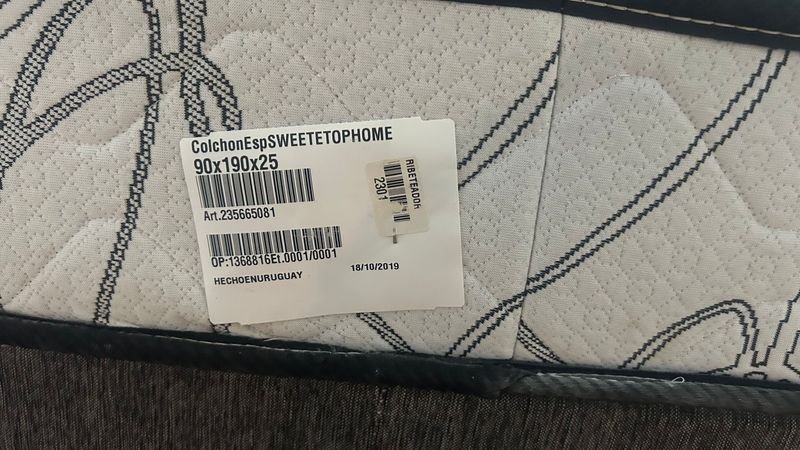 ColchonEspSWEETETOPHOME
90x190x25
Art.235665081
OP:1368816Et.0001/0001
HECHOENURUGUAY
18/10/2019
RIBETEADOR
2301